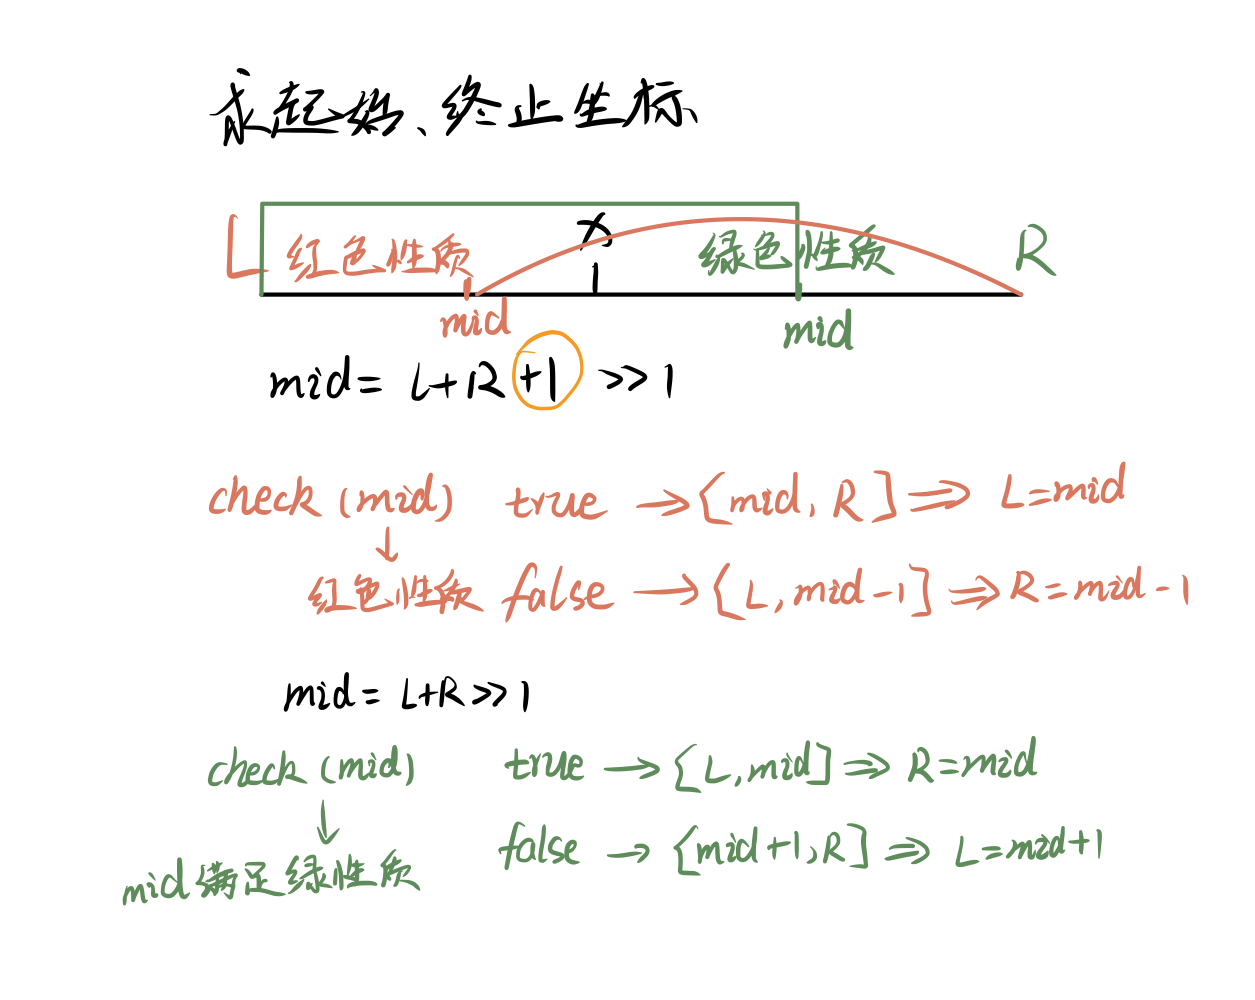 求起始、终止坐标
L 红色性质 x 绿色性质 R
mid mid
mid = L+R+1 >> 1
check (mid) true → [mid, R] ⇒ L=mid
↓
红色性质 false → [L, mid-1] ⇒ R=mid-1
mid = L+R >> 1
check (mid) true → [L, mid] ⇒ R=mid
↓
false → [mid+1, R] ⇒ L=mid+1
mid满足绿性质